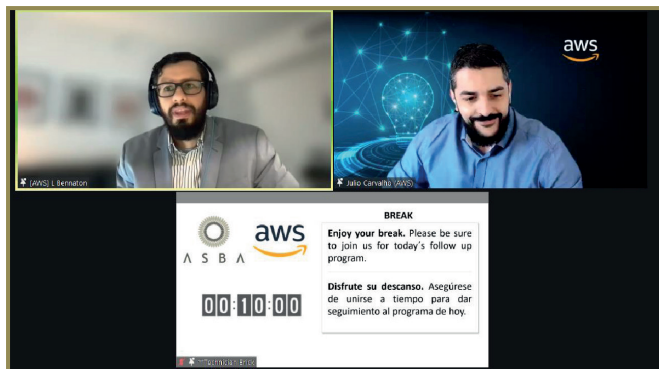 aws
[AWS] L Bennaton
Julio Carvalho (AWS)
ASBA
aws
00:10:00
BREAK
Enjoy your break. Please be sure
to join us for today´s follow up
program.
Disfrute su descanso. Asegúrese
de unirse a tiempo para dar
seguimiento al programa de hoy.